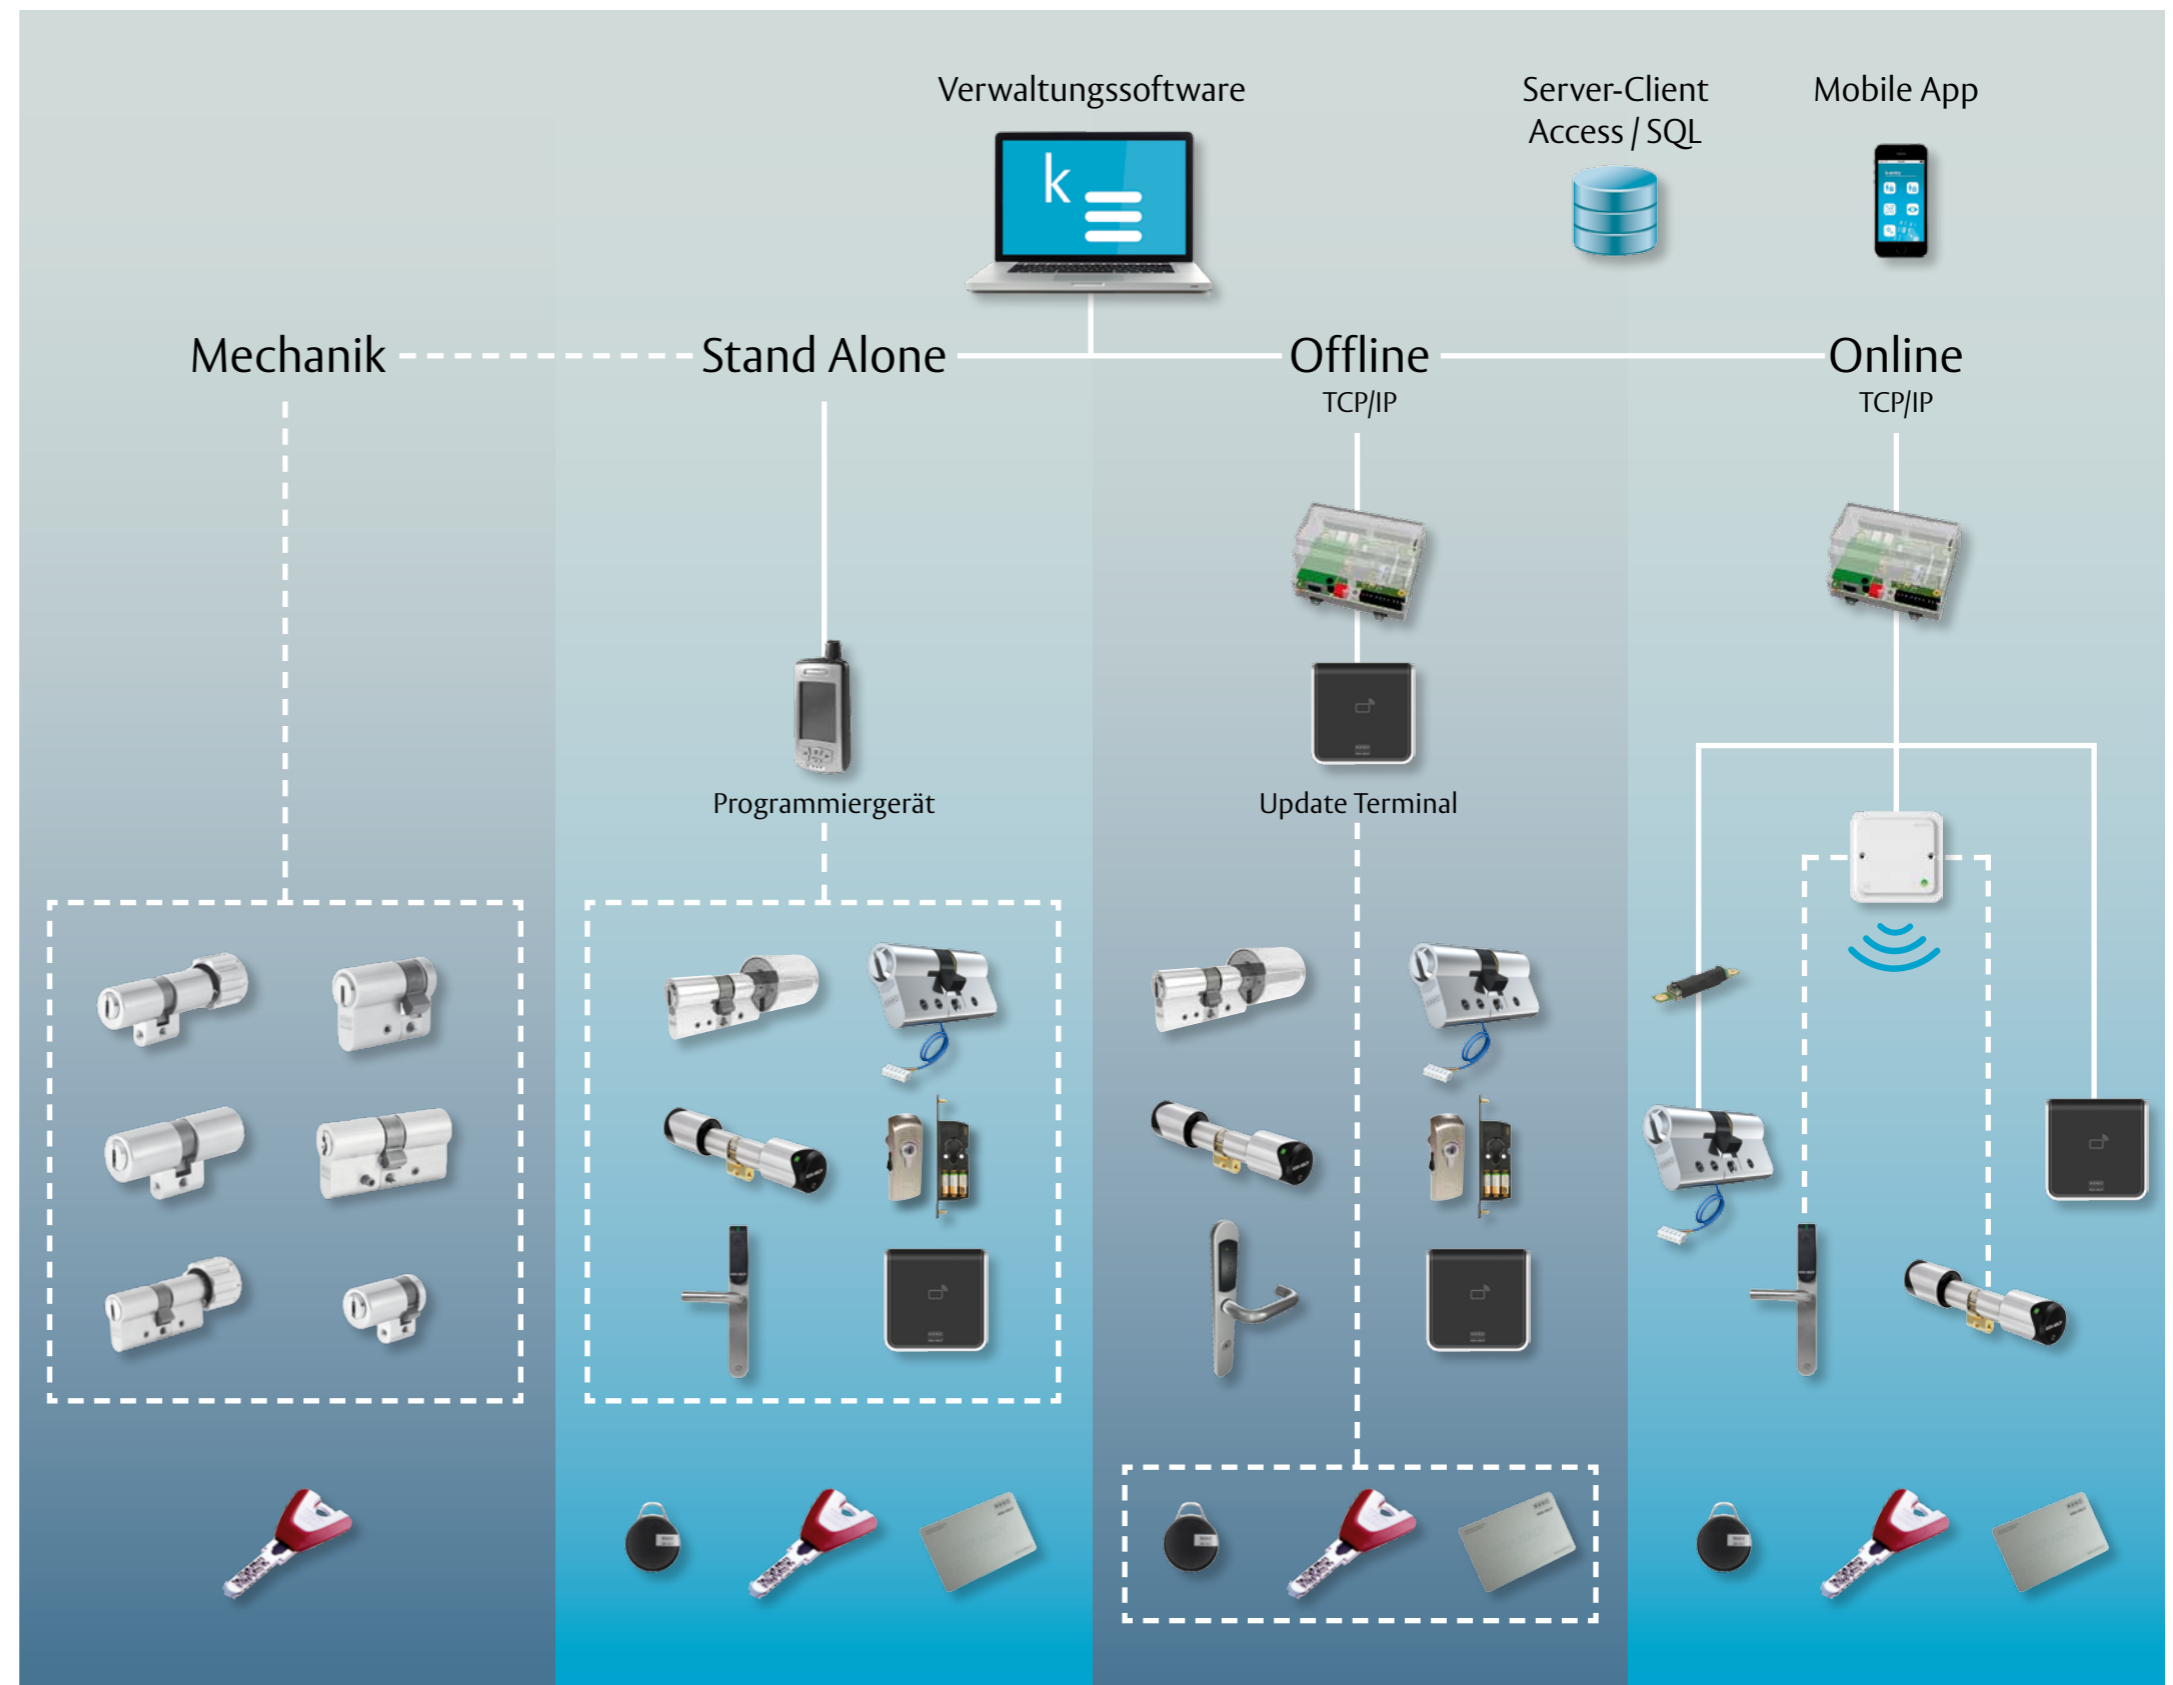 Verwaltungssoftware
Server-Client
Access / SQL
Mobile App
k
Mechanik
Stand Alone
Offline
TCP/IP
Online
TCP/IP
Programmiergerät
Update Terminal